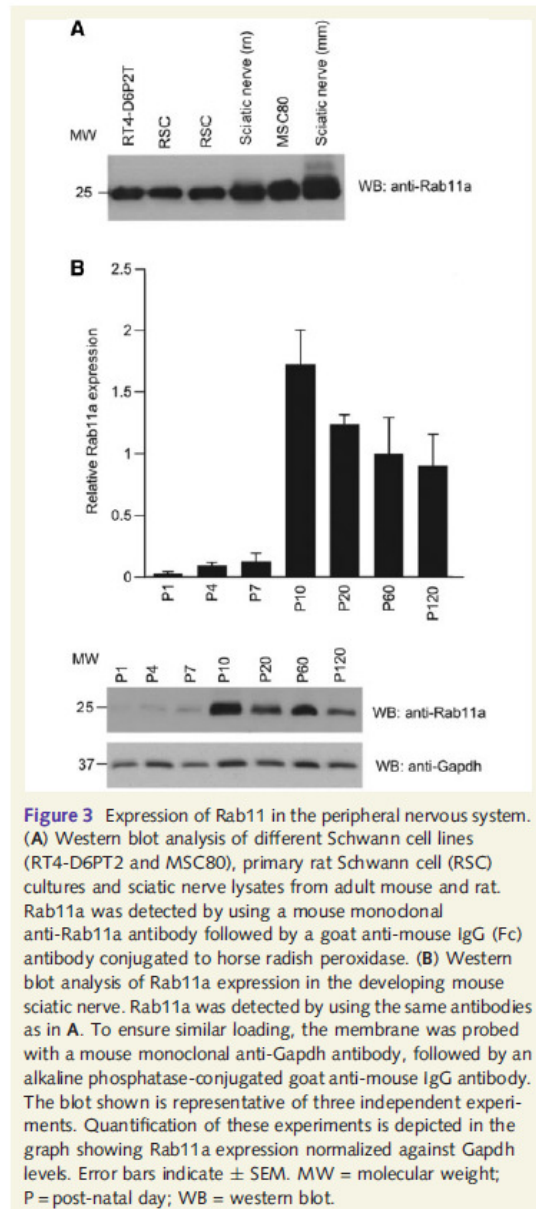 A
MW
RT4-D6P2T
RSC
RSC
Sciatic nerve (rn)
MSC80
Sciatic nerve (mm)
25
WB: anti-Rab11a
B
Relative Rab11a expression
2.5
2
1.5
1
0.5
0
P1
P4
P7
P10
P20
P60
P120
MW
P1
P4
P7
P10
P20
P60
P120
25
WB: anti-Rab11a
37
WB: anti-Gapdh
Figure 3 Expression of Rab11 in the peripheral nervous system.
(A) Western blot analysis of different Schwann cell lines
(RT4-D6PT2 and MSC80), primary rat Schwann cell (RSC)
cultures and sciatic nerve lysates from adult mouse and rat.
Rab11a was detected by using a mouse monoclonal
anti-Rab11a antibody followed by a goat anti-mouse IgG (Fc)
antibody conjugated to horse radish peroxidase. (B) Western
blot analysis of Rab11a expression in the developing mouse
sciatic nerve. Rab11a was detected by using the same antibodies
as in A. To ensure similar loading, the membrane was probed
with a mouse monoclonal anti-Gapdh antibody, followed by an
alkaline phosphatase-conjugated goat anti-mouse IgG antibody.
The blot shown is representative of three independent experi-
ments. Quantification of these experiments is depicted in the
graph showing Rab11a expression normalized against Gapdh
levels. Error bars indicate ± SEM. MW = molecular weight;
P = post-natal day; WB = western blot.